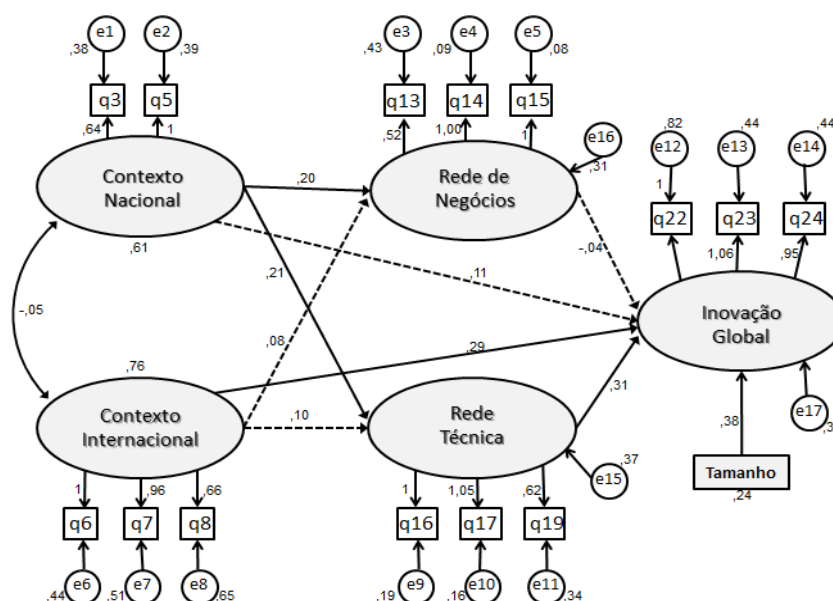 e1
e2
e3
e4
e5
,38
,39
,43
,09
,08
q3
q5
q13
q14
q15
,64
1
,52
1,00
1
e16
,31
,82
,44
,44
e12
e13
e14
1
q22
q23
q24
1,06
,95
Contexto
Nacional
,61
,20
Rede de
Negócios
-,04
,11
,21
-,05
,08
Inovação
Global
,76
,29
Contexto
Internacional
,10
Rede
Técnica
,31
,38
e17
,3
Tamanho
,24
e15
,37
1
,96
,66
1
1,05
,62
q6
q7
q8
q16
q17
q19
e6
e7
e8
e9
e10
e11
,44
,51
,65
,19
,16
,34